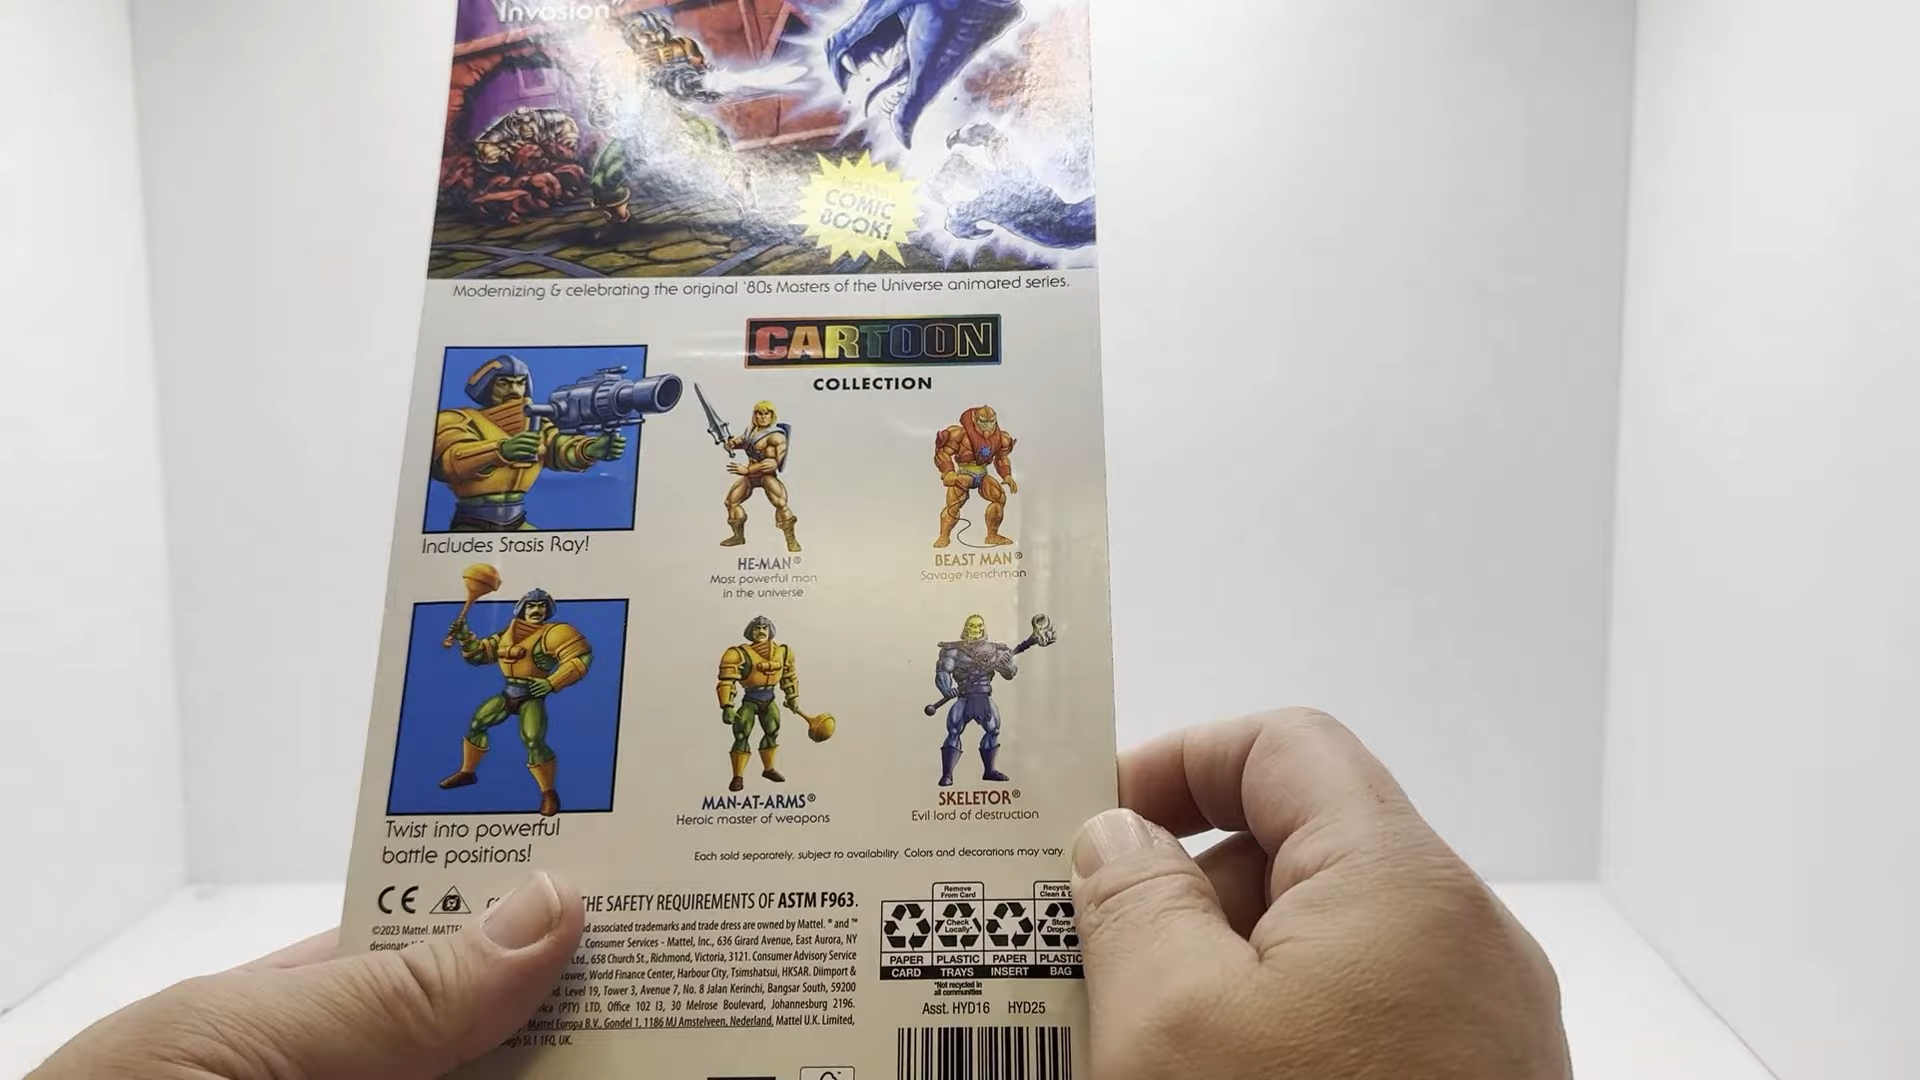 Invasion"
COMIC
BOOK!
Modernizing & celebrating the original '80s Masters of the Universe animated series.
CARTOON
COLLECTION
Includes Stasis Ray!
HE-MAN®
Most powerful man
in the universe
BEAST MAN®
Savage henchman
Twist into powerful
battle positions!
MAN-AT-ARMS®
Heroic master of weapons
SKELETOR®
Evil lord of destruction
Each sold separately, subject to availability. Colors and decorations may vary.
CE
THE SAFETY REQUIREMENTS OF ASTM F963.
©2023 Mattel.
associated trademarks and trade dress are owned by Mattel. ® and ™
designate
Consumer Services - Mattel, Inc., 636 Girard Avenue, East Aurora, NY
658 Church St., Richmond, Victoria, 3121. Consumer Advisory Service
World Finance Center, Harbour City, Tsimshatsui, HKSAR. Diimport &
Level 19, Tower 3, Avenue 7, No. 8 Jalan Kerinchi, Bangsar South, 59200
(PTY) LTD, Office 102 I3, 30 Melrose Boulevard, Johannesburg 2196.
Mattel Europa B.V., Gondel 1, 1186 MJ Amstelveen, Nederland. Mattel U.K. Limited,
SL1 1FQ, UK.
Remove
From Card
Recycle
Clean &
Check
Locally*
Store
Drop-off
PAPER
PLASTIC
PAPER
PLASTIC
CARD
TRAYS
INSERT
BAG
*Not recycled in
all communities
Asst. HYD16 HYD25